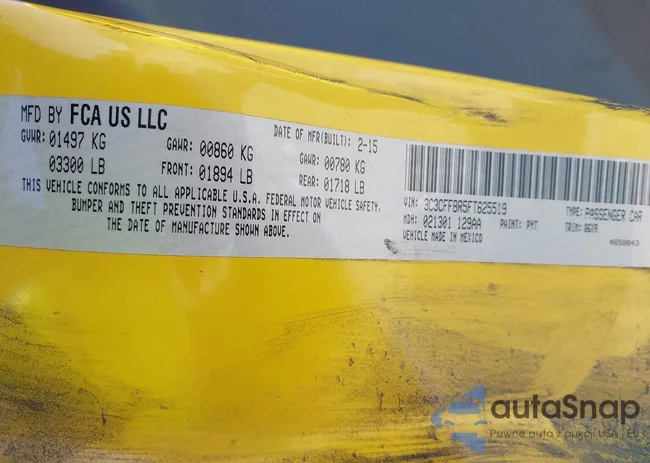 MFD BY FCA US LLC
DATE OF MFR(BUILT): 2-15
GVWR: 01497 KG GAWR: 00860 KG GAWR: 00780 KG
03300 LB FRONT: 01894 LB REAR: 01718 LB
THIS VEHICLE CONFORMS TO ALL APPLICABLE U.S.A. FEDERAL MOTOR VEHICLE SAFETY,
BUMPER AND THEFT PREVENTION STANDARDS IN EFFECT ON
THE DATE OF MANUFACTURE SHOWN ABOVE.
VIN: 3C3CFFBR5FT625519 TYPE: PASSENGER CAR
MDH: 021301 129AA PAINT: PMT TRIM: 06X9
VEHICLE MADE IN MEXICO 4658843
autaSnap
Pewne auta z aukcji USA i EU